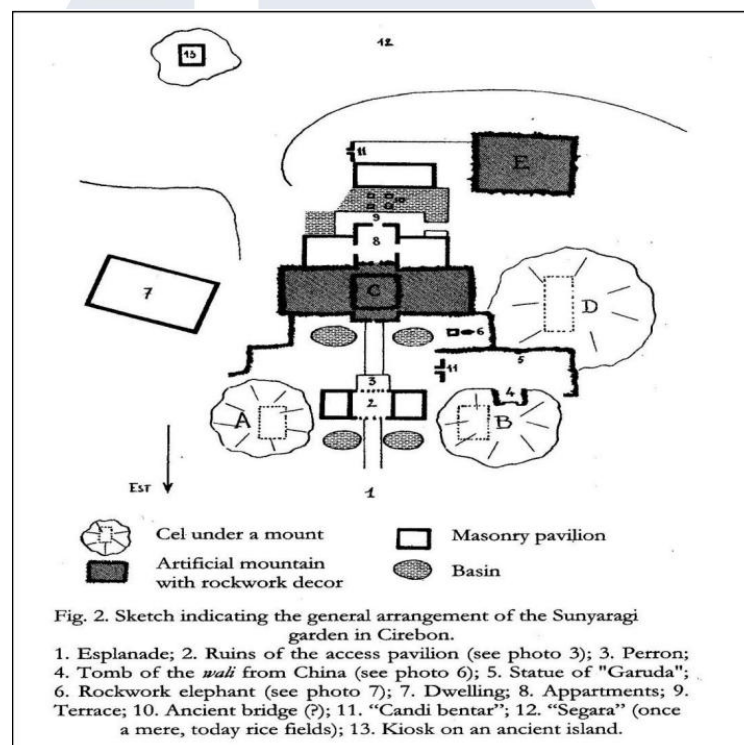 12
13
11
E
10
9
8
7
C
D
6
5
11
3
4
2
A
B
EST
1
Cel under a mount
Masonry pavilion
Artificial mountain
with rockwork decor
Basin
Fig. 2. Sketch indicating the general arrangement of the Sunyaragi
garden in Cirebon.
1. Esplanade; 2. Ruins of the access pavilion (see photo 3); 3. Perron;
4. Tomb of the wali from China (see photo 6); 5. Statue of "Garuda";
6. Rockwork elephant (see photo 7); 7. Dwelling; 8. Appartments; 9.
Terrace; 10. Ancient bridge (?); 11. “Candi bentar”; 12. “Segara” (once
a mere, today rice fields); 13. Kiosk on an ancient island.